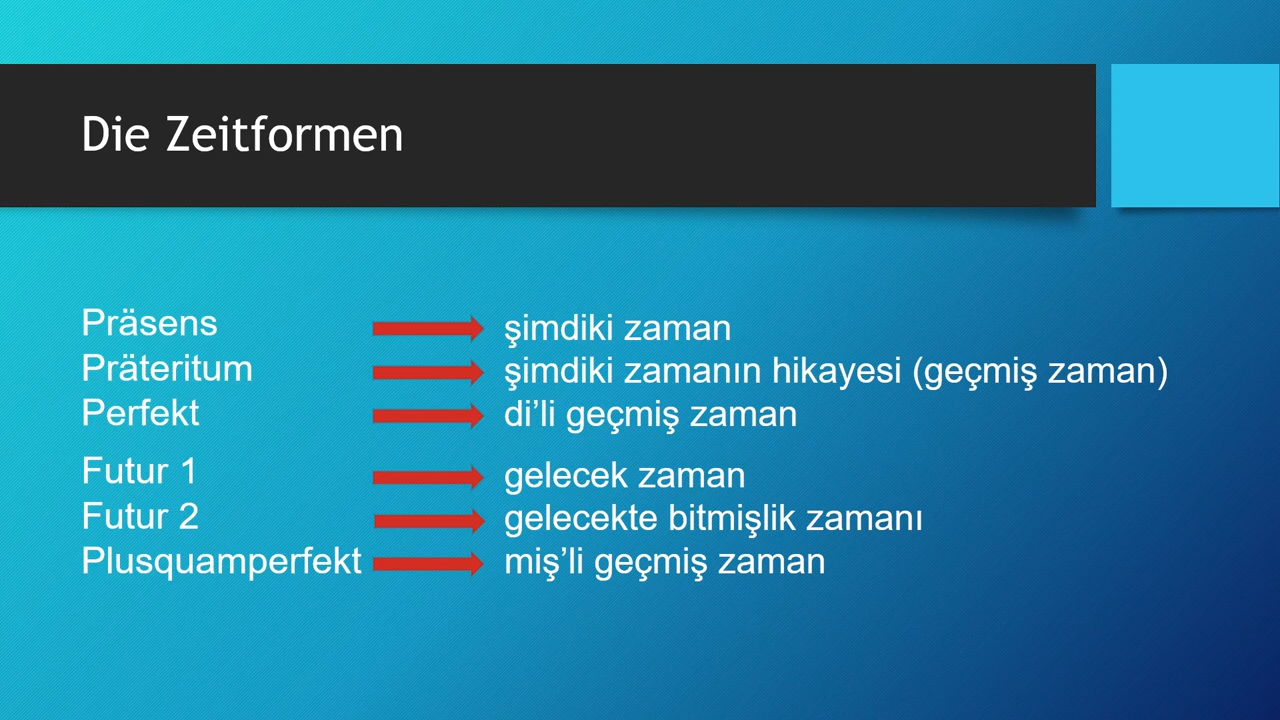 Die Zeitformen
Präsens şimdiki zaman
Präteritum şimdiki zamanın hikayesi (geçmiş zaman)
Perfekt di’li geçmiş zaman
Futur 1 gelecek zaman
Futur 2 gelecekte bitmişlik zamanı
Plusquamperfekt miş’li geçmiş zaman